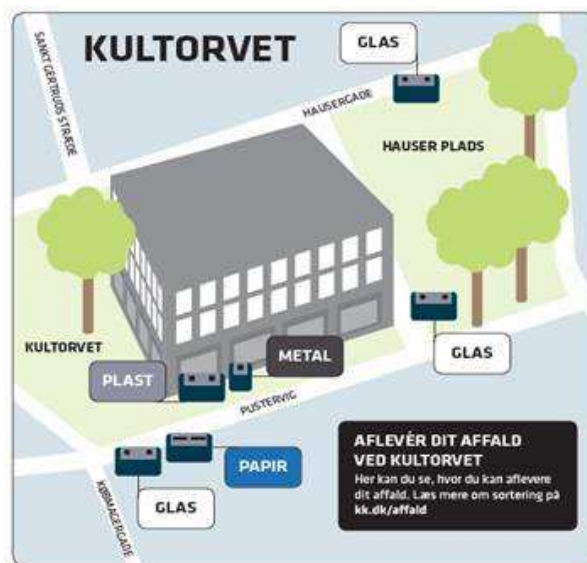 KULTORVET
GLAS
SANKT GERTRUDS STRÆDE
HAUSERGADE
HAUSER PLADS
KULTORVET
METAL
PLAST
GLAS
PUSTERVIG
PAPIR
GLAS
KØBMAGERGADE
AFLEVÉR DIT AFFALD
VED KULTORVET
Her kan du se, hvor du kan aflevere
dit affald. Læs mere om sortering på
kk.dk/affald